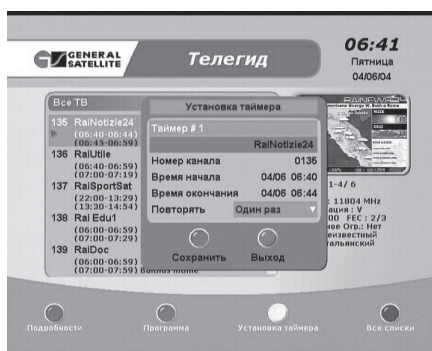 GENERAL
SATELLITE
Телегид
06:41
Пятница
04/06/04
Все ТВ
135 RaiNotizie24
(06:40-06:44)
(06:45-06:59)
136 RaiUtile
(06:40-06:59)
(07:00-07:19)
137 RaiSportSat
(22:00-13:29)
(13:30-14:54)
138 Rai Edu1
(06:00-06:59)
(07:00-07:29)
139 RaiDoc
(06:00-06:59)
(07:00-07:59)
Установка таймера
Таймер # 1
RaiNotizie24
Номер канала 0135
Время начала 04/06 06:40
Время окончания 04/06 06:44
Повторять Один раз
Сохранить Выход
RAINEWS
1-4/ 6
: 11804 MHz
ация : V
00 FEC : 2/3
ное Огр.: Нет
еизвестный
тальянский
Подробности Программа Установка таймера Все списки